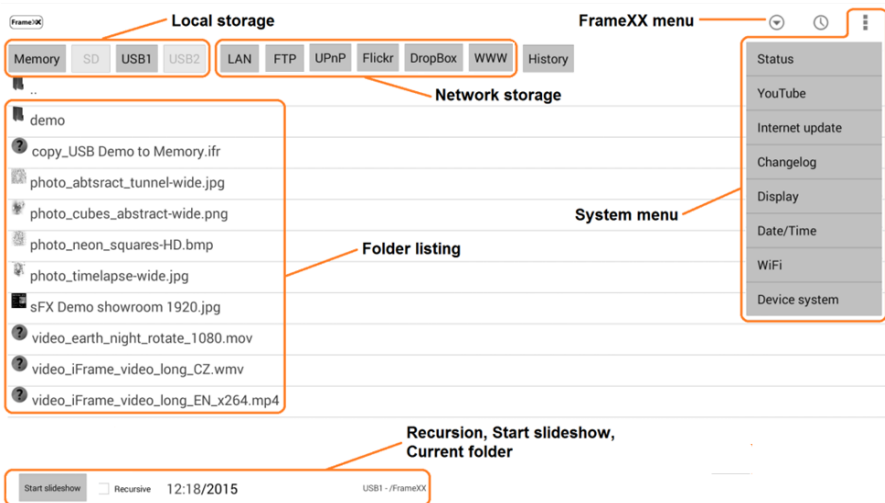 FrameXX
Local storage
FrameXX menu
Memory SD USB1 USB2 LAN FTP UPnP Flickr DropBox WWW History
Network storage
Status
YouTube
Internet update
Changelog
Display
Date/Time
WiFi
Device system
System menu
..
demo
copy_USB Demo to Memory.ifr
photo_abtsract_tunnel-wide.jpg
photo_cubes_abstract-wide.png
photo_neon_squares-HD.bmp
photo_timelapse-wide.jpg
sFX Demo showroom 1920.jpg
video_earth_night_rotate_1080.mov
video_iFrame_video_long_CZ.wmv
video_iFrame_video_long_EN_x264.mp4
Folder listing
Recursion, Start slideshow,
Current folder
Start slideshow Recursive 12:18/2015 USB1 - /FrameXX